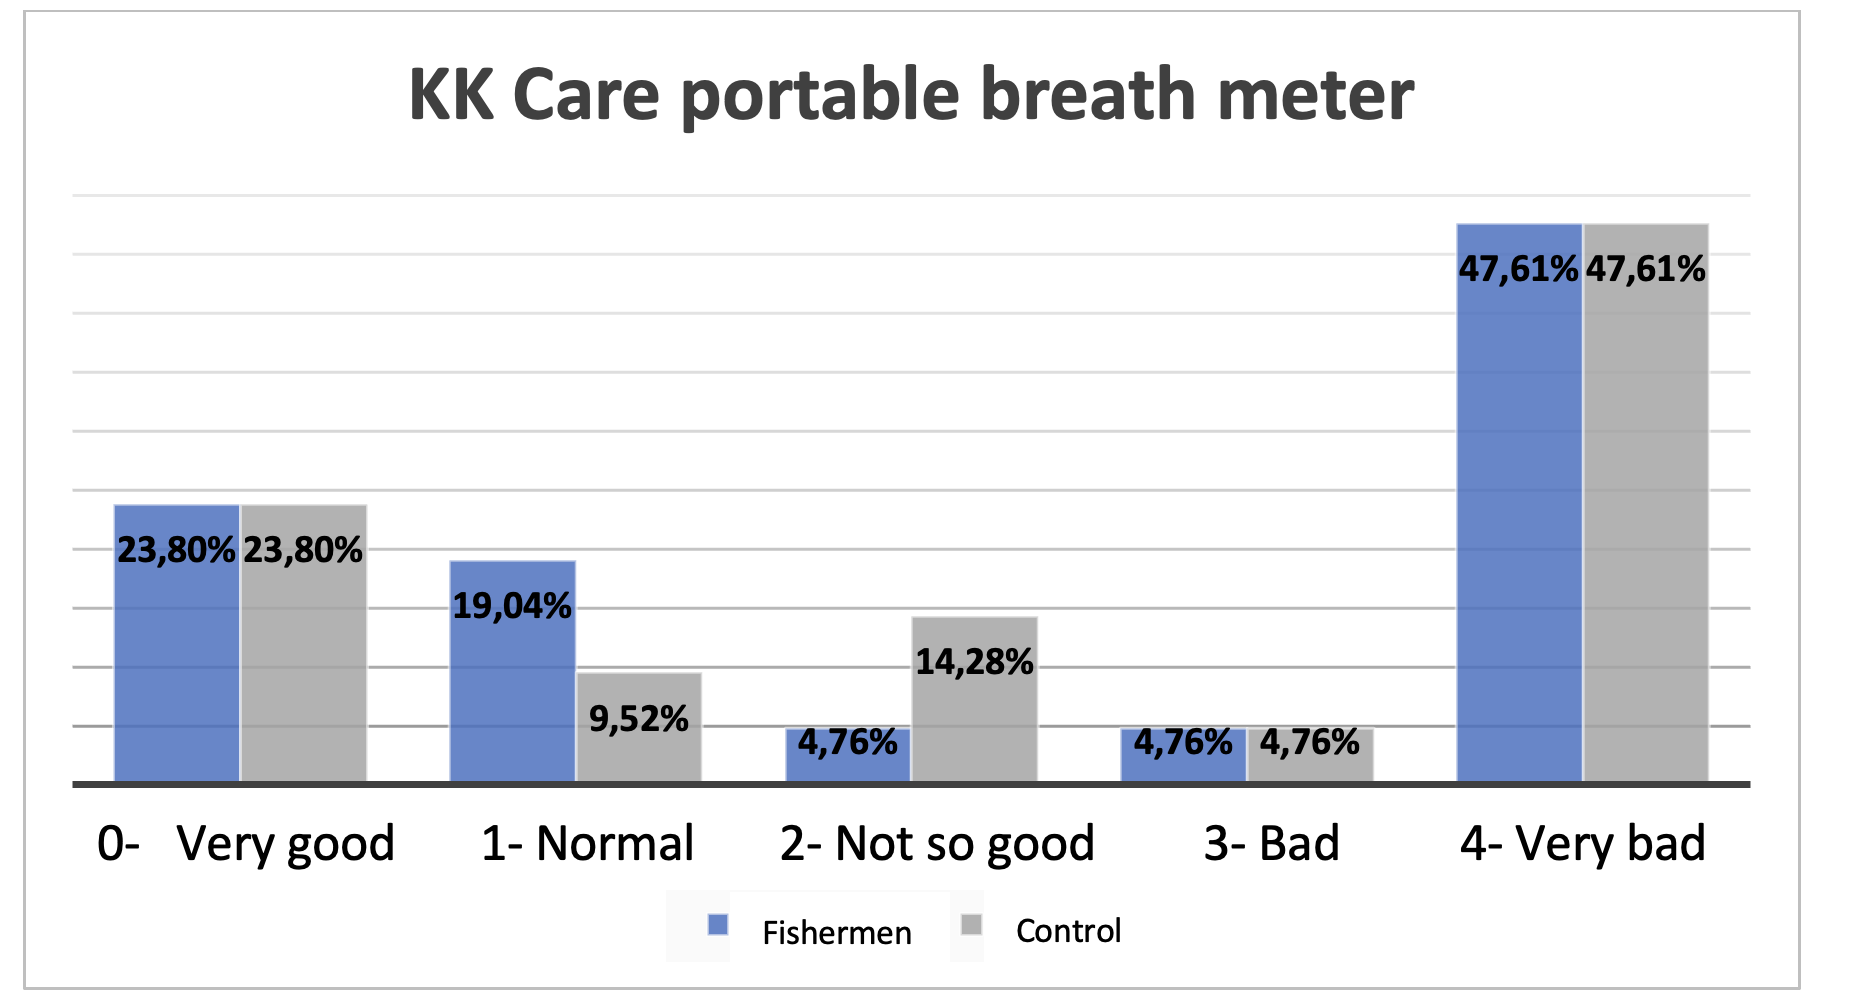 KK Care portable breath meter
47,61% 47,61%
23,80% 23,80%
19,04%
14,28%
9,52%
4,76% 4,76% 4,76%
0- Very good 1- Normal 2- Not so good 3- Bad 4- Very bad
Fishermen Control